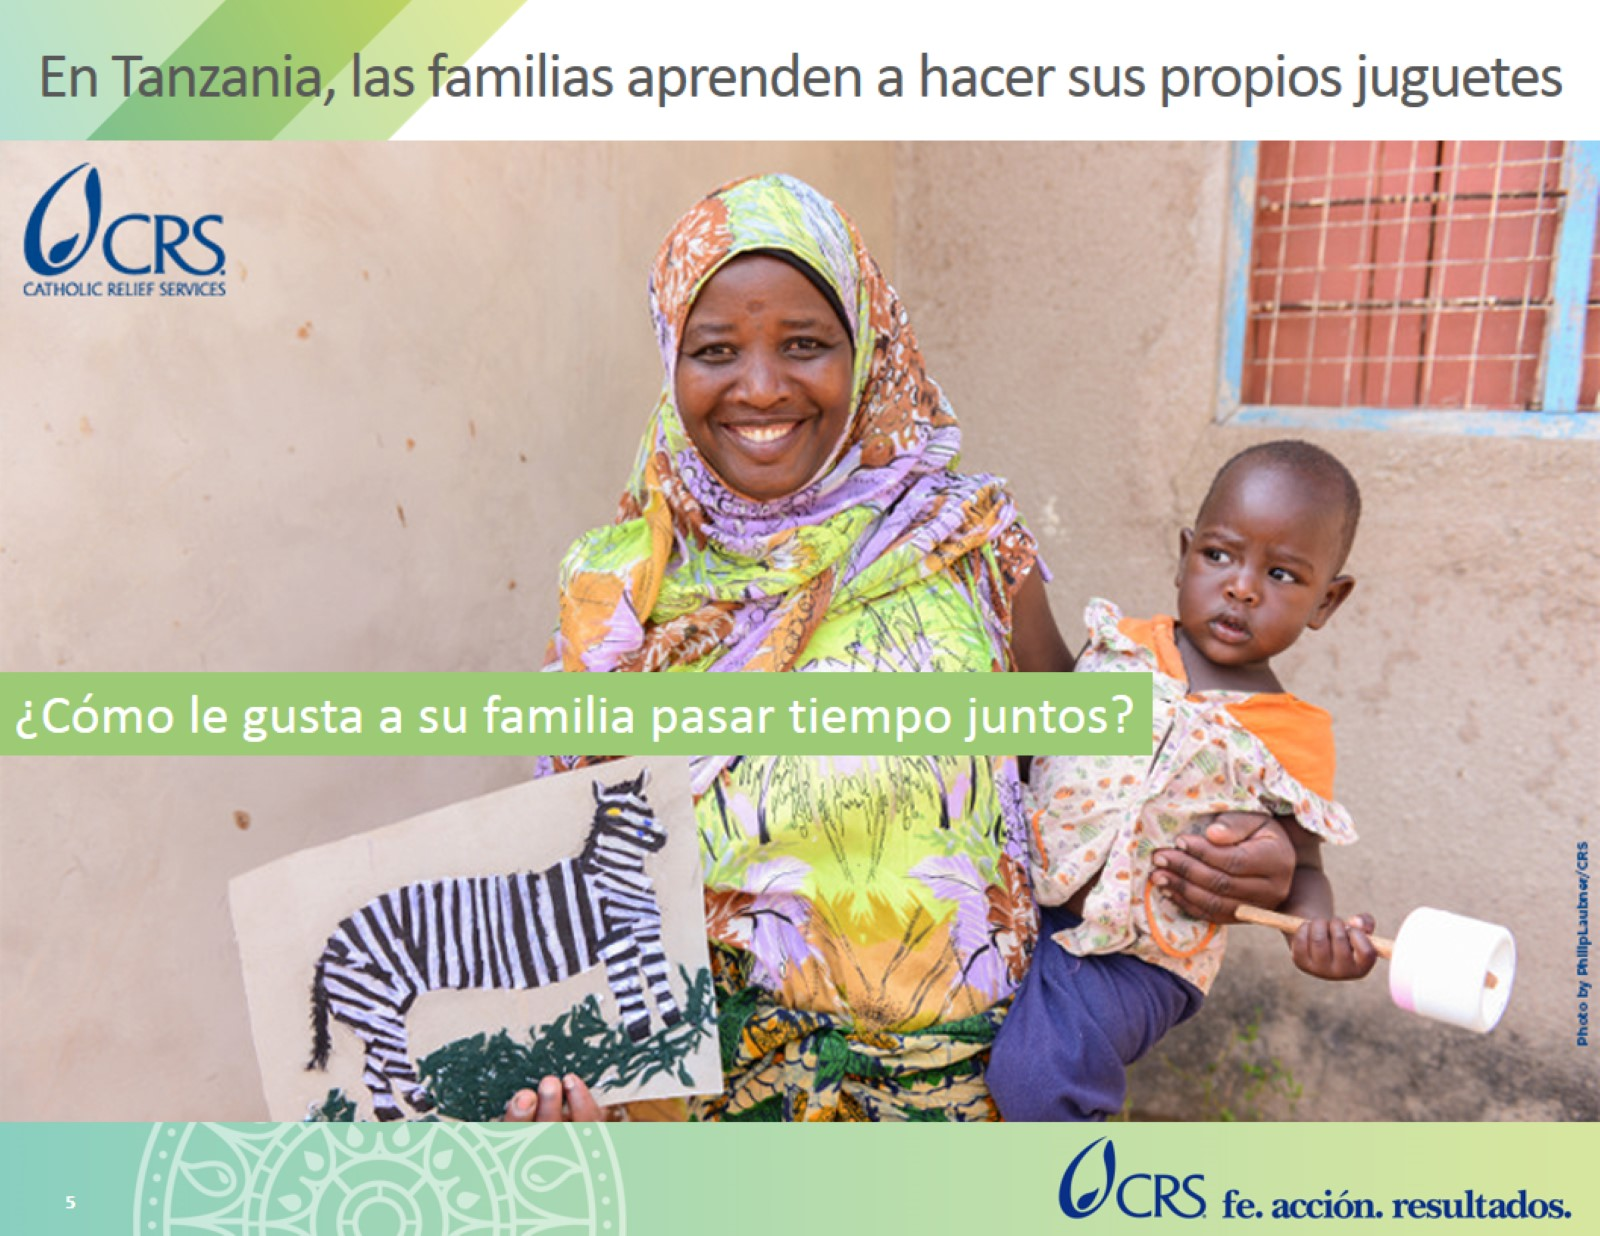 En Tanzania, las familias aprenden a hacer sus propios juguetes
CRS
CATHOLIC RELIEF SERVICES
¿Cómo le gusta a su familia pasar tiempo juntos?
Photo by PhilipLaubner/CRS
5
CRS fe. acción. resultados.